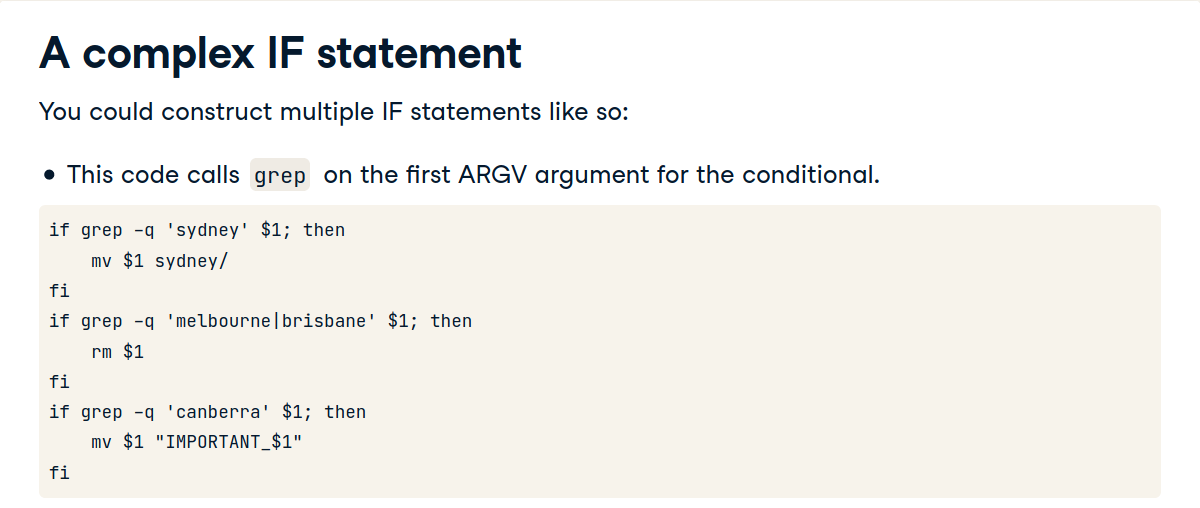 A complex IF statement
You could construct multiple IF statements like so:
• This code calls grep on the first ARGV argument for the conditional.
if grep -q 'sydney' $1; then
    mv $1 sydney/
fi
if grep -q 'melbourne|brisbane' $1; then
    rm $1
fi
if grep -q 'canberra' $1; then
    mv $1 "IMPORTANT_$1"
fi